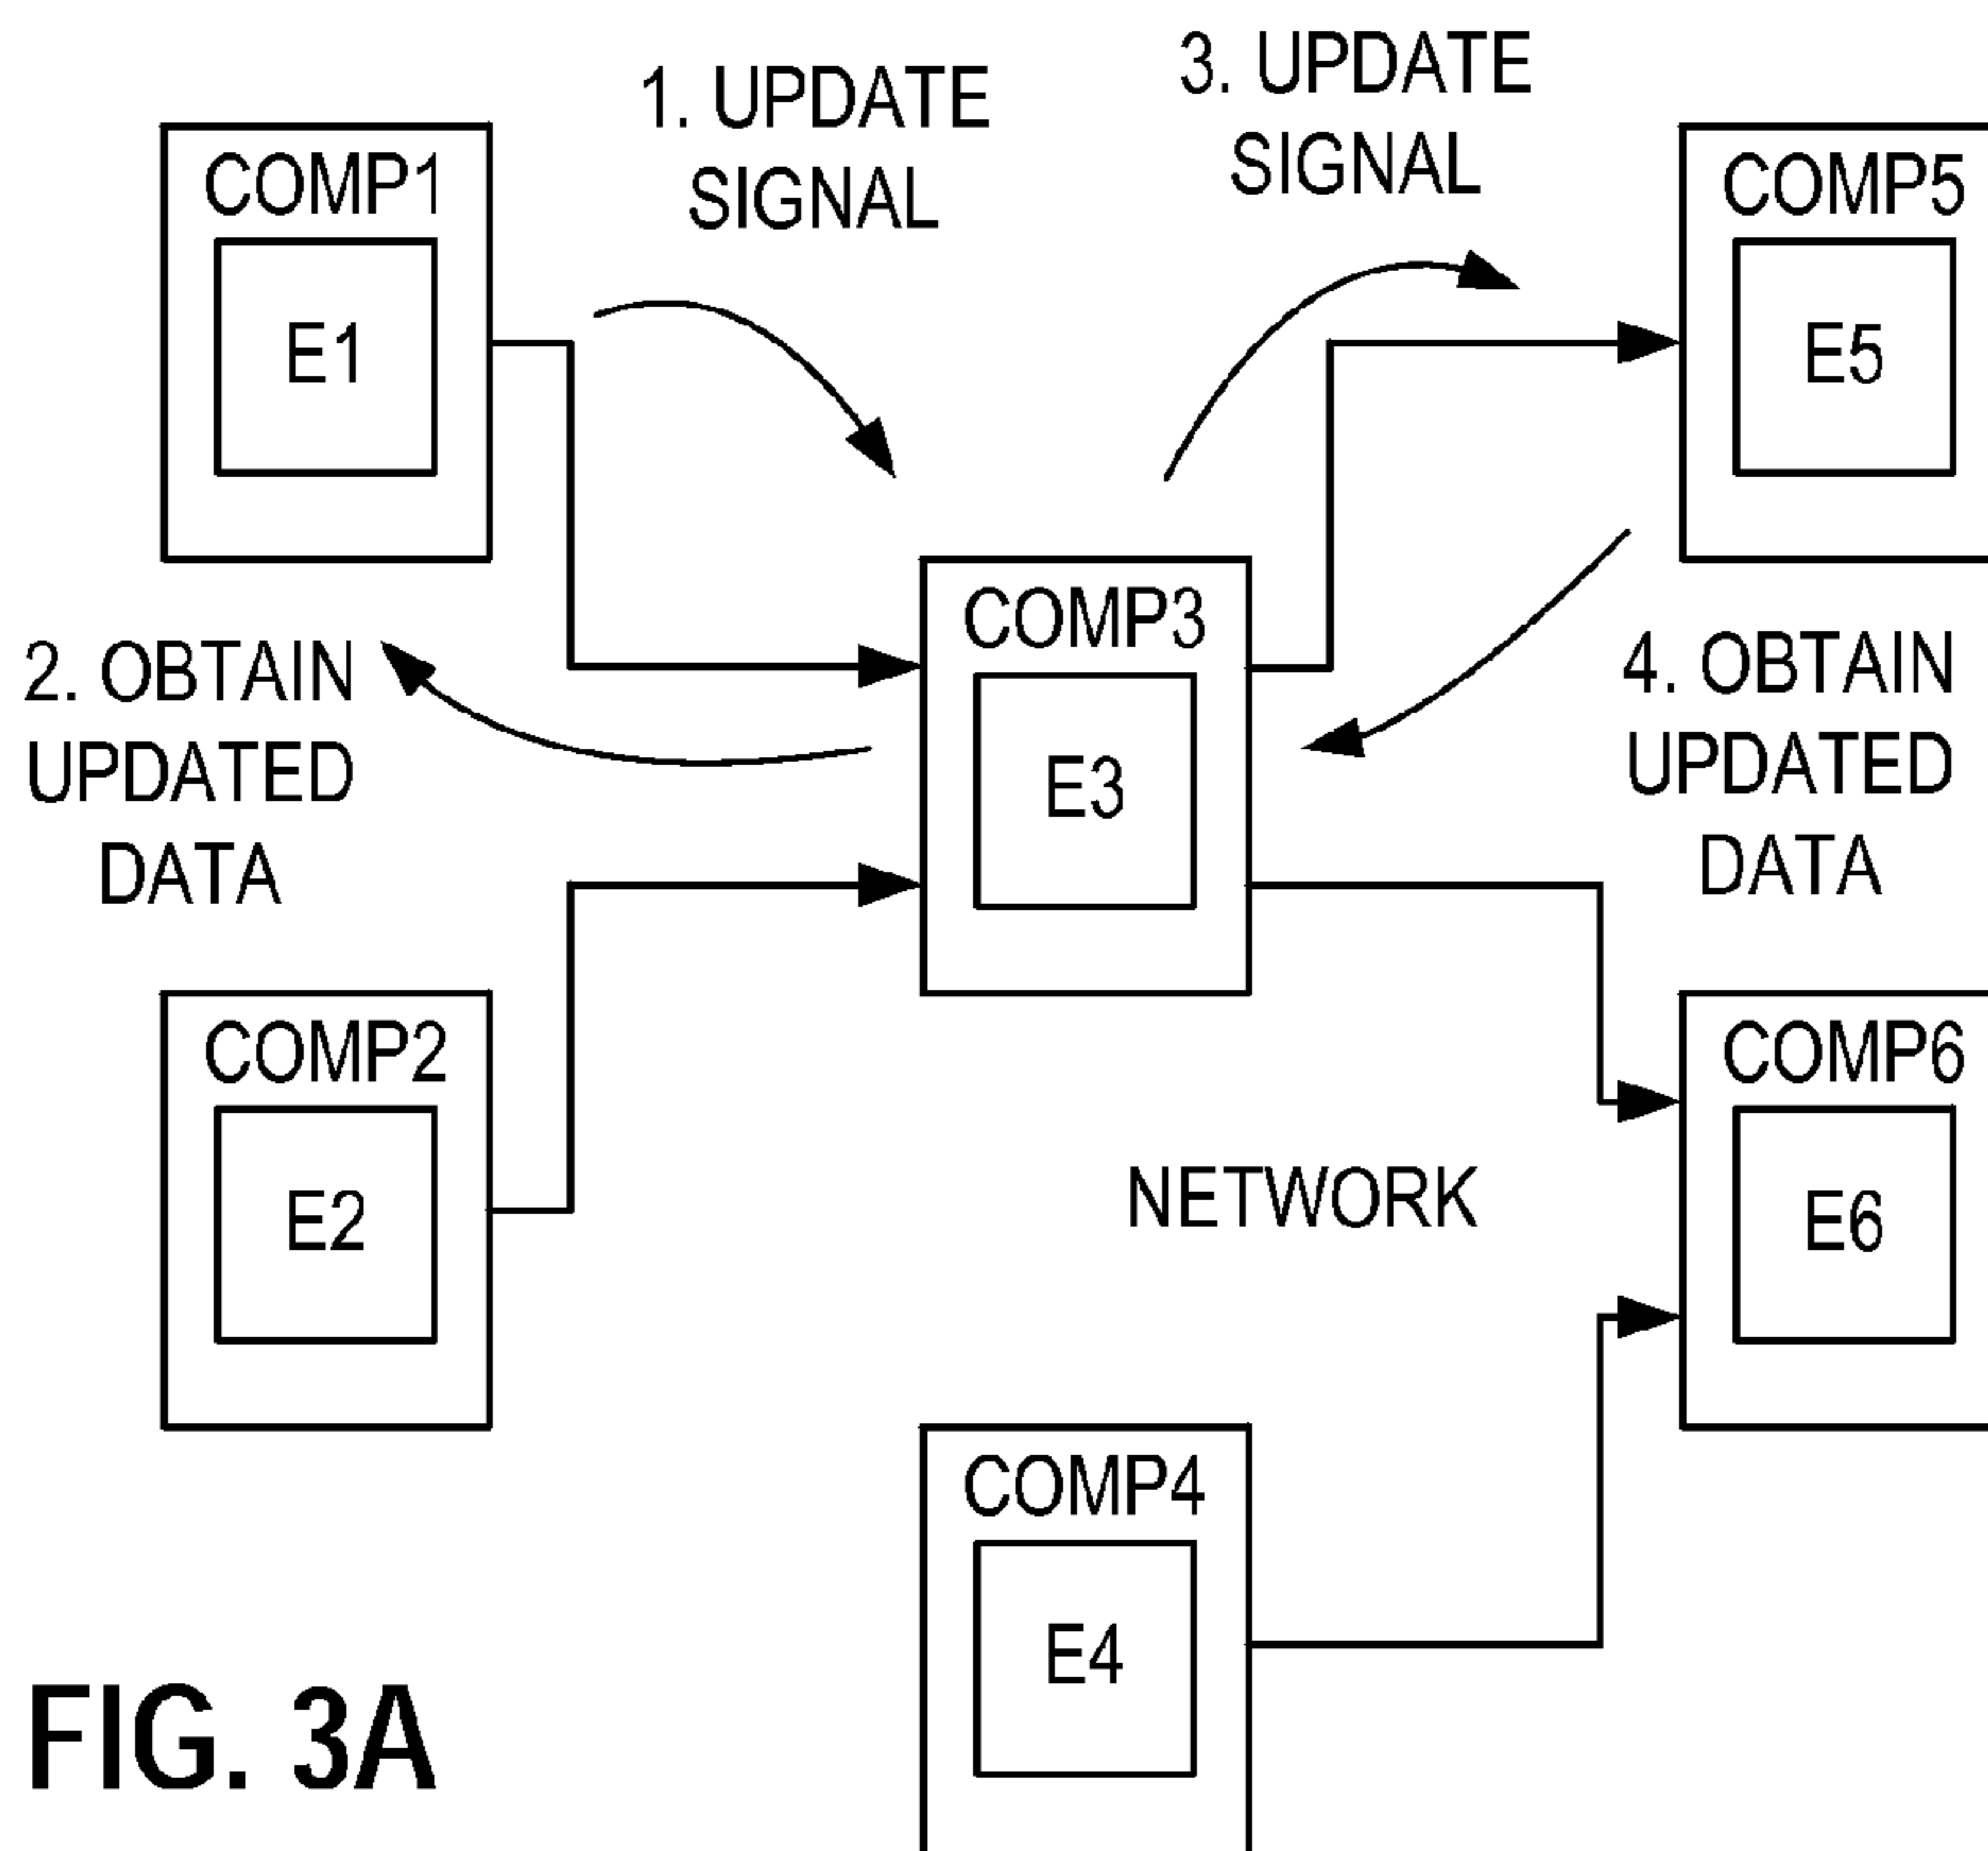 1. UPDATE
SIGNAL
3. UPDATE
SIGNAL
COMP1
E1
COMP5
E5
2. OBTAIN
UPDATED
DATA
COMP3
E3
4. OBTAIN
UPDATED
DATA
COMP2
E2
NETWORK
COMP6
E6
COMP4
E4
FIG. 3A